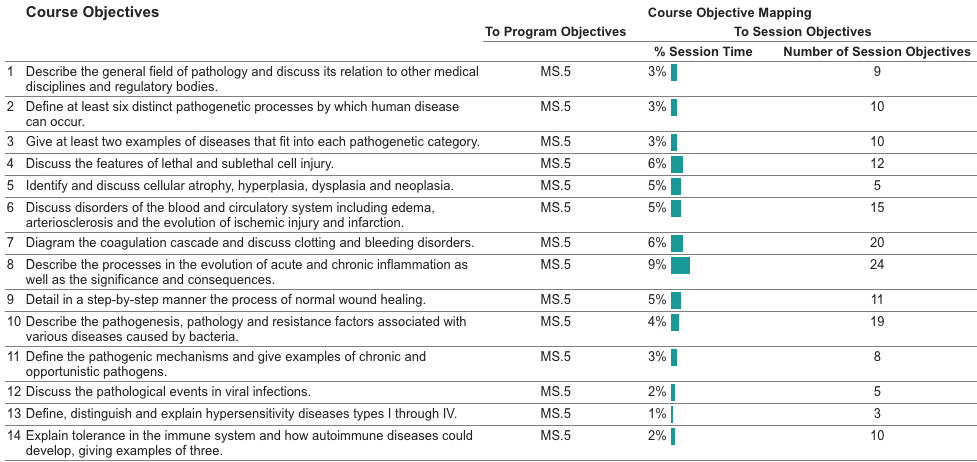 Course Objectives
Course Objective Mapping
To Program Objectives To Session Objectives
% Session Time Number of Session Objectives
1 Describe the general field of pathology and discuss its relation to other medical MS.5 3% 9
disciplines and regulatory bodies.
2 Define at least six distinct pathogenetic processes by which human disease MS.5 3% 10
can occur.
3 Give at least two examples of diseases that fit into each pathogenetic category. MS.5 3% 10
4 Discuss the features of lethal and sublethal cell injury. MS.5 6% 12
5 Identify and discuss cellular atrophy, hyperplasia, dysplasia and neoplasia. MS.5 5% 5
6 Discuss disorders of the blood and circulatory system including edema, MS.5 5% 15
arteriosclerosis and the evolution of ischemic injury and infarction.
7 Diagram the coagulation cascade and discuss clotting and bleeding disorders. MS.5 6% 20
8 Describe the processes in the evolution of acute and chronic inflammation as MS.5 9% 24
well as the significance and consequences.
9 Detail in a step-by-step manner the process of normal wound healing. MS.5 5% 11
10 Describe the pathogenesis, pathology and resistance factors associated with MS.5 4% 19
various diseases caused by bacteria.
11 Define the pathogenic mechanisms and give examples of chronic and MS.5 3% 8
opportunistic pathogens.
12 Discuss the pathological events in viral infections. MS.5 2% 5
13 Define, distinguish and explain hypersensitivity diseases types I through IV. MS.5 1% 3
14 Explain tolerance in the immune system and how autoimmune diseases could MS.5 2% 10
develop, giving examples of three.